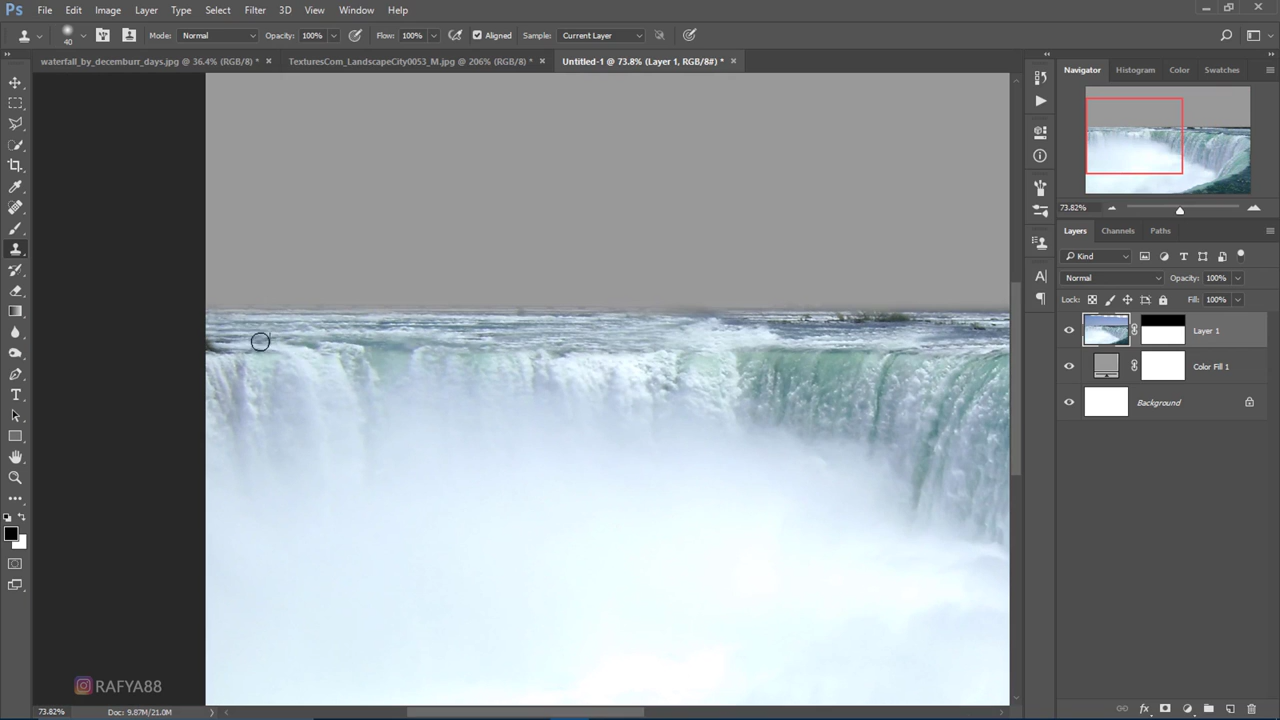 Ps File Edit Image Layer Type Select Filter 3D View Window Help
40 Mode: Normal Opacity: 100% Flow: 100% Aligned Sample: Current Layer
waterfall_by_decemburr_days.jpg @ 36.4% (RGB/8) * × TexturesCom_LandscapeCity0053_M.jpg @ 206% (RGB/8) * × Untitled-1 @ 73.8% (Layer 1, RGB/8#) * ×
Navigator Histogram Color Swatches
73.82%
Layers Channels Paths
Kind
Normal Opacity: 100%
Lock: Fill: 100%
Layer 1
Color Fill 1
Background
RAFYA88
73.82% Doc: 9.87M/21.0M